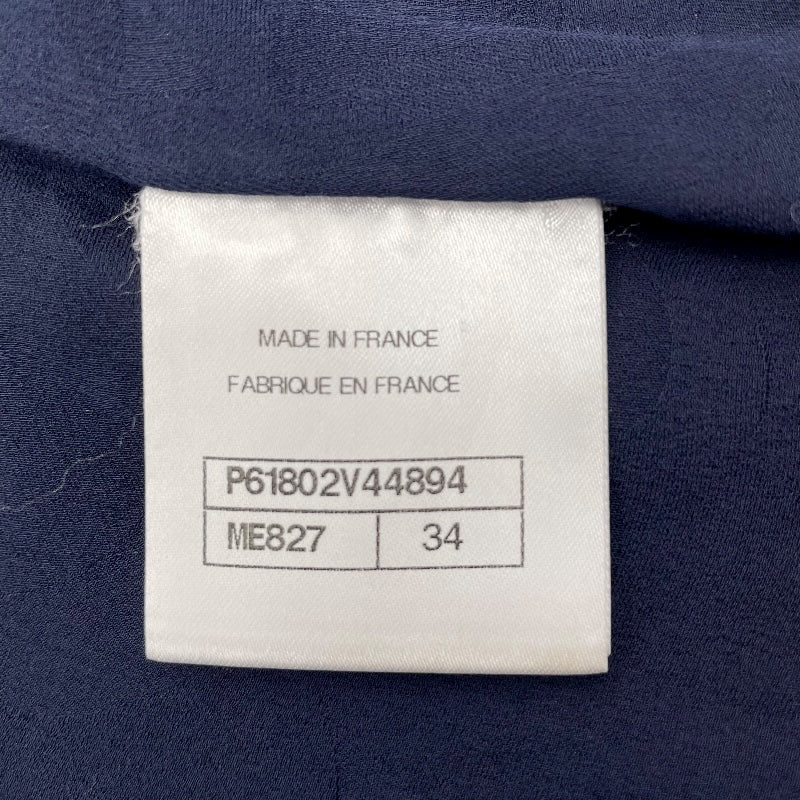 MADE IN FRANCE
FABRIQUE EN FRANCE
P61802V44894
ME827 34